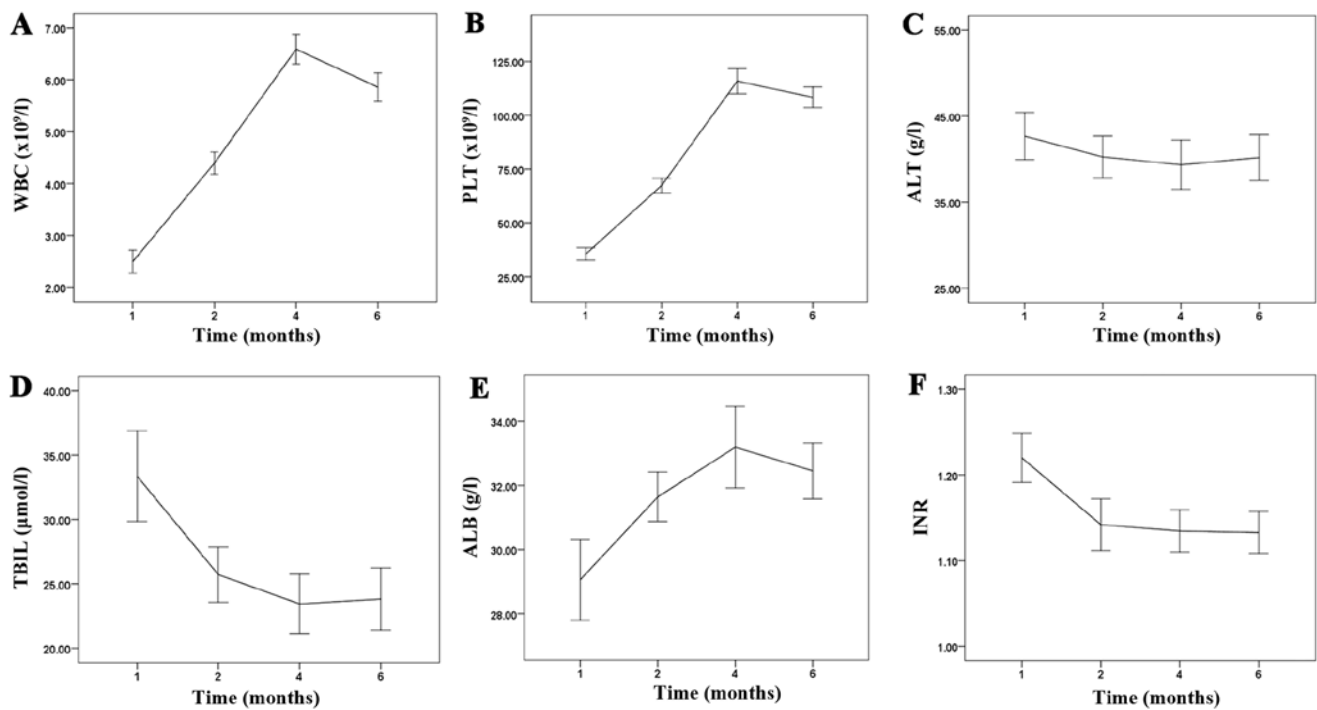 A
WBC (x10⁹/l)
7.00
6.00
5.00
4.00
3.00
2.00
1 2 4 6
Time (months)
B
PLT (x10⁹/l)
125.00
100.00
75.00
50.00
25.00
1 2 4 6
Time (months)
C
ALT (g/l)
55.00
45.00
35.00
25.00
1 2 4 6
Time (months)
D
TBIL (μmol/l)
40.00
35.00
30.00
25.00
20.00
1 2 4 6
Time (months)
E
ALB (g/l)
34.00
32.00
30.00
28.00
1 2 4 6
Time (months)
F
INR
1.30
1.20
1.10
1.00
1 2 4 6
Time (months)